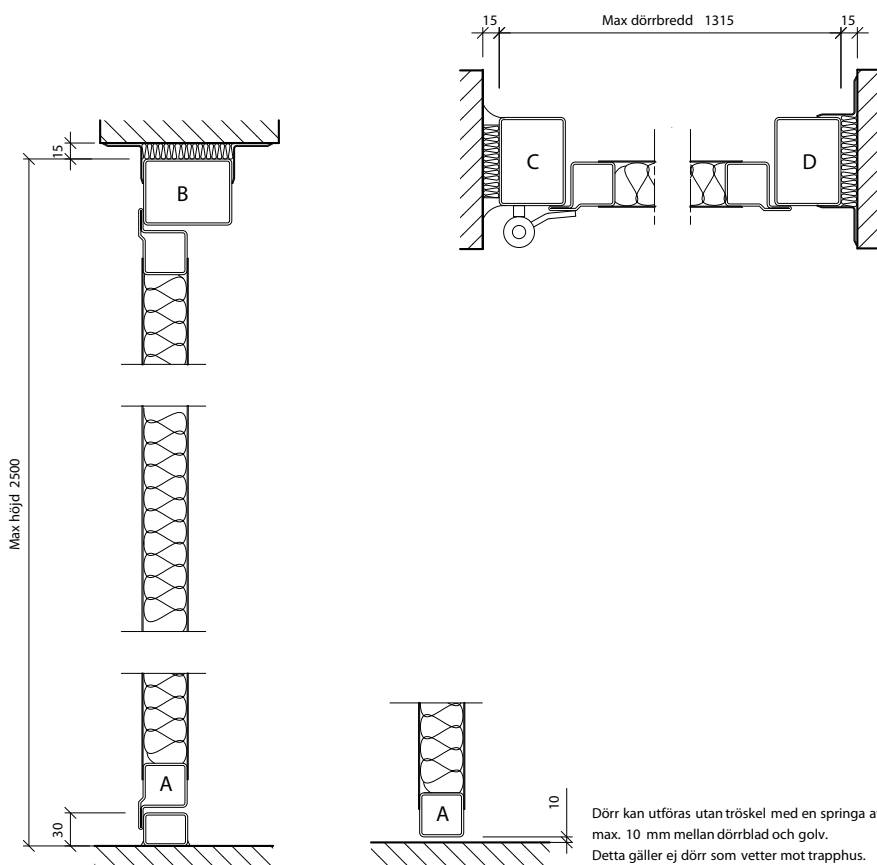 15
Max dörrbredd 1315
15
15
B
C
D
Max höjd 2500
A
30
A
10
Dörr kan utföras utan tröskel med en springa a
max. 10 mm mellan dörrblad och golv.
Detta gäller ej dörr som vetter mot trapphus.